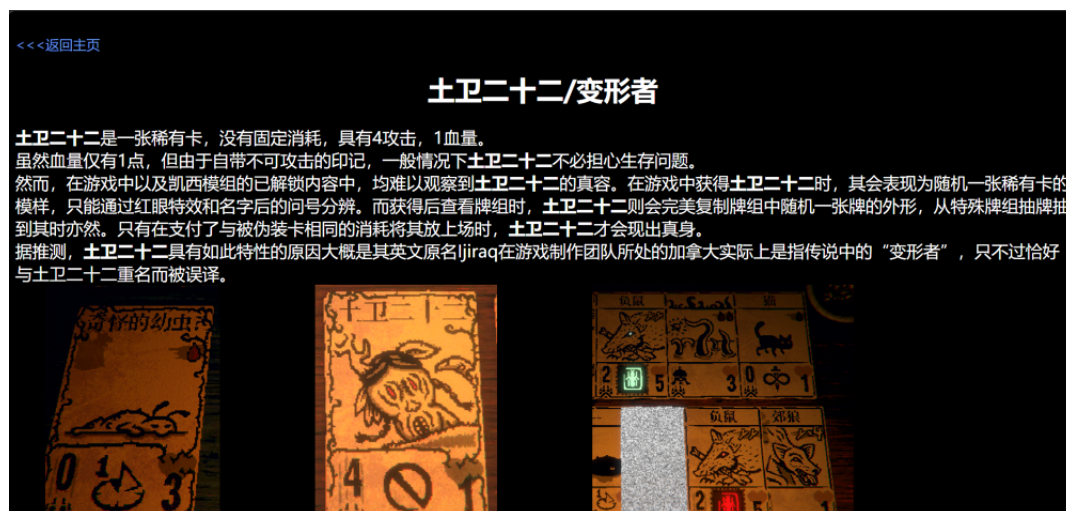 <<<返回主页
土卫二十二/变形者
土卫二十二是一张稀有卡，没有固定消耗，具有4攻击，1血量。
虽然血量仅有1点，但由于自带不可攻击的印记，一般情况下土卫二十二不必担心生存问题。
然而，在游戏中以及凯西模组的已解锁内容中，均难以观察到土卫二十二的真容。在游戏中获得土卫二十二时，其会表现为随机一张稀有卡的
模样，只能通过红眼特效和名字后的问号分辨。而获得后查看牌组时，土卫二十二则会完美复制牌组中随机一张牌的外形，从特殊牌组抽牌抽
到其时亦然。只有在支付了与被伪装卡相同的消耗将其放上场时，土卫二十二才会现出真身。
据推测，土卫二十二具有如此特性的原因大概是其英文原名Ijiraq在游戏制作团队所处的加拿大实际上是指传说中的“变形者”，只不过恰好
与土卫二十二重名而被误译。
奇怪的幼虫?
0 1 3
土卫二十二
4 1
负鼠 猫
2 5 3 0 1
负鼠 郊狼
2 5 1